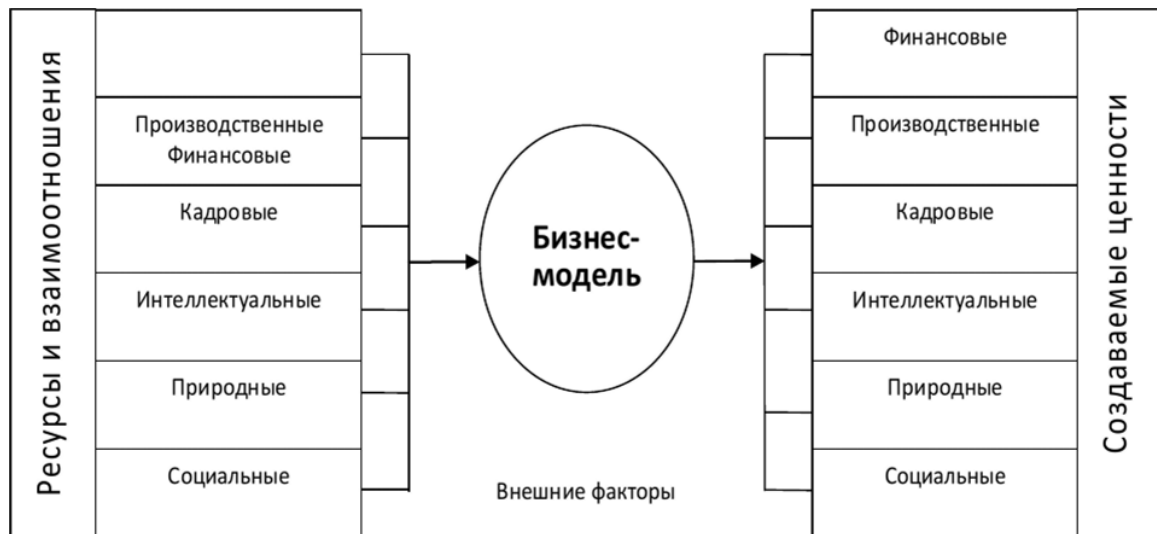 Ресурсы и взаимоотношения
Производственные
Финансовые
Кадровые
Интеллектуальные
Природные
Социальные
Бизнес-
модель
Внешние факторы
Финансовые
Производственные
Кадровые
Интеллектуальные
Природные
Социальные
Создаваемые ценности